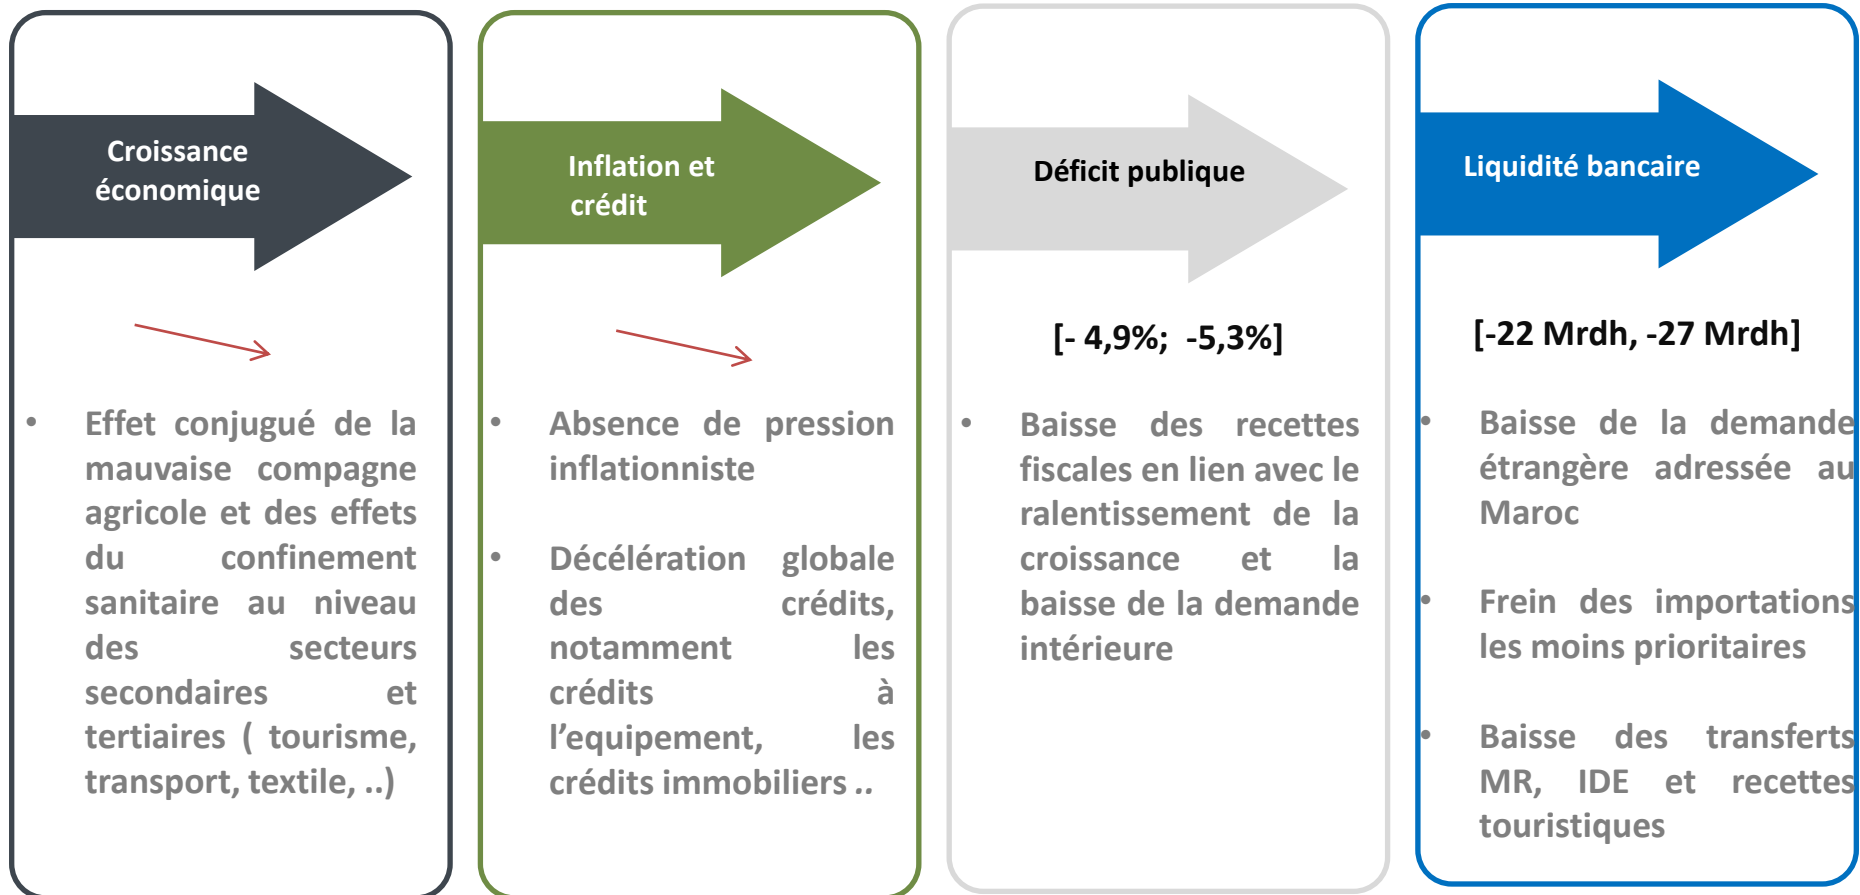 Croissance
économique
• Effet conjugué de la
mauvaise compagne
agricole et des effets
du confinement
sanitaire au niveau
des secteurs
secondaires et
tertiaires ( tourisme,
transport, textile, ..)
Inflation et
crédit
• Absence de pression
inflationniste
• Décélération globale
des crédits,
notamment les
crédits à
l’equipement, les
crédits immobiliers ..
Déficit publique
[- 4,9%; -5,3%]
• Baisse des recettes
fiscales en lien avec le
ralentissement de la
croissance et la
baisse de la demande
intérieure
Liquidité bancaire
[-22 Mrdh, -27 Mrdh]
• Baisse de la demande
étrangère adressée au
Maroc
• Frein des importations
les moins prioritaires
• Baisse des transferts
MR, IDE et recettes
touristiques